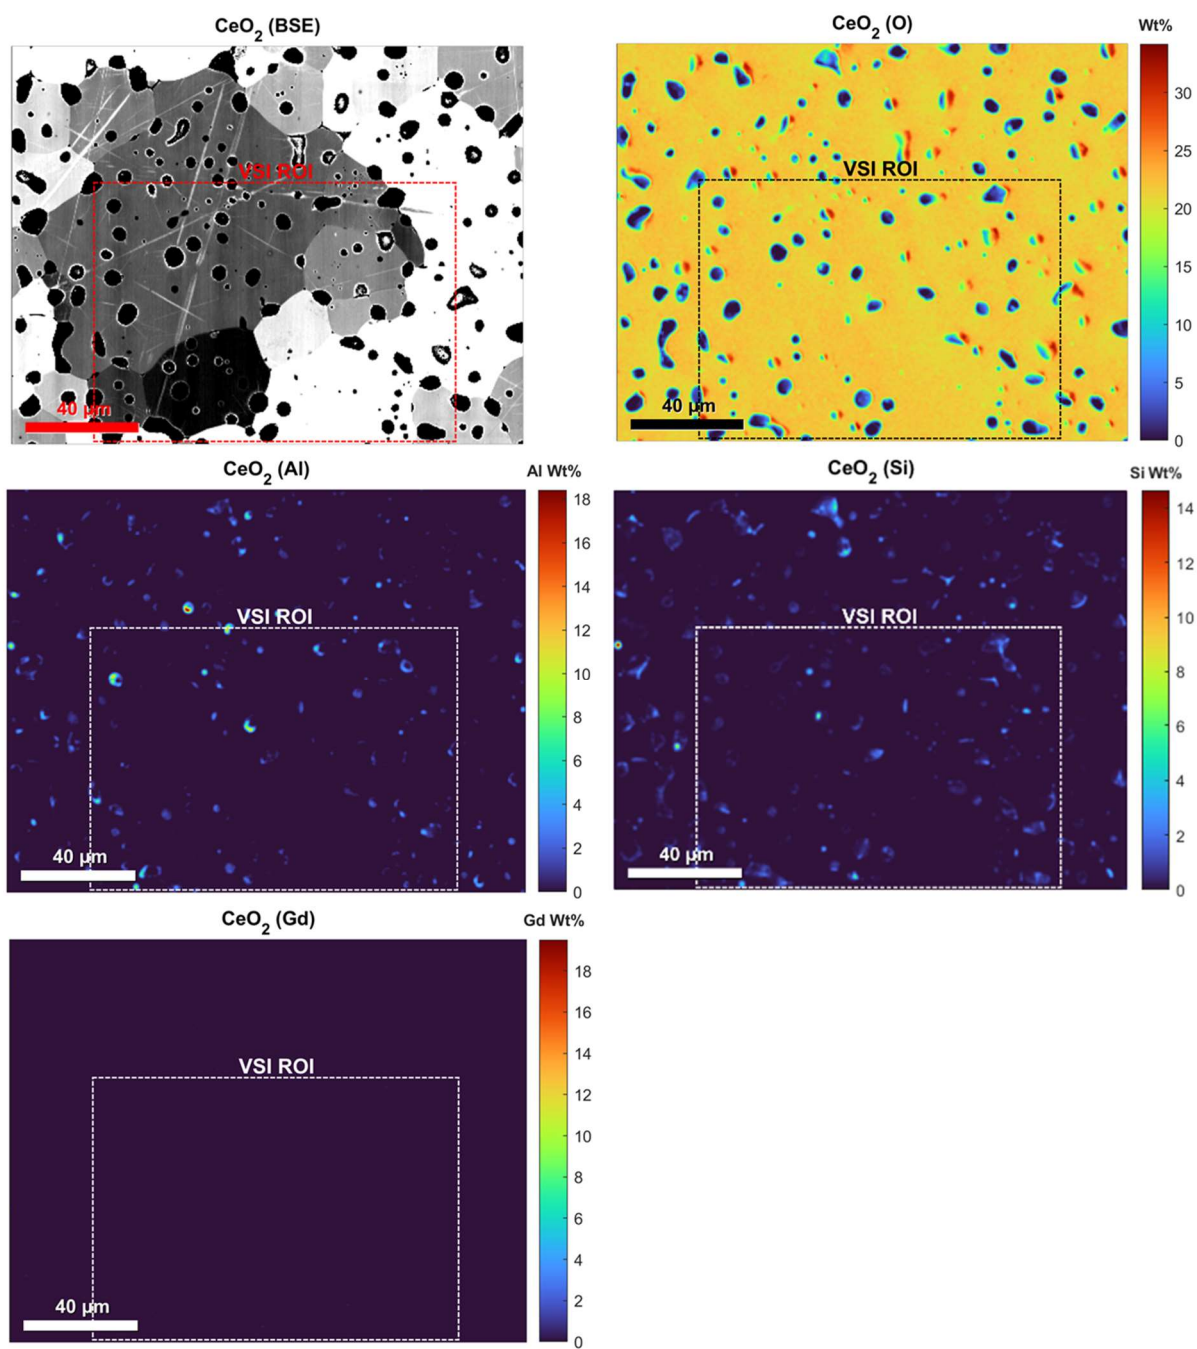 CeO2 (BSE)
VSI ROI
40 μm
CeO2 (O)
Wt%
VSI ROI
40 μm
30
25
20
15
10
5
0
CeO2 (Al)
Al Wt%
VSI ROI
40 μm
18
16
14
12
10
8
6
4
2
0
CeO2 (Si)
Si Wt%
VSI ROI
40 μm
14
12
10
8
6
4
2
0
CeO2 (Gd)
Gd Wt%
VSI ROI
40 μm
18
16
14
12
10
8
6
4
2
0